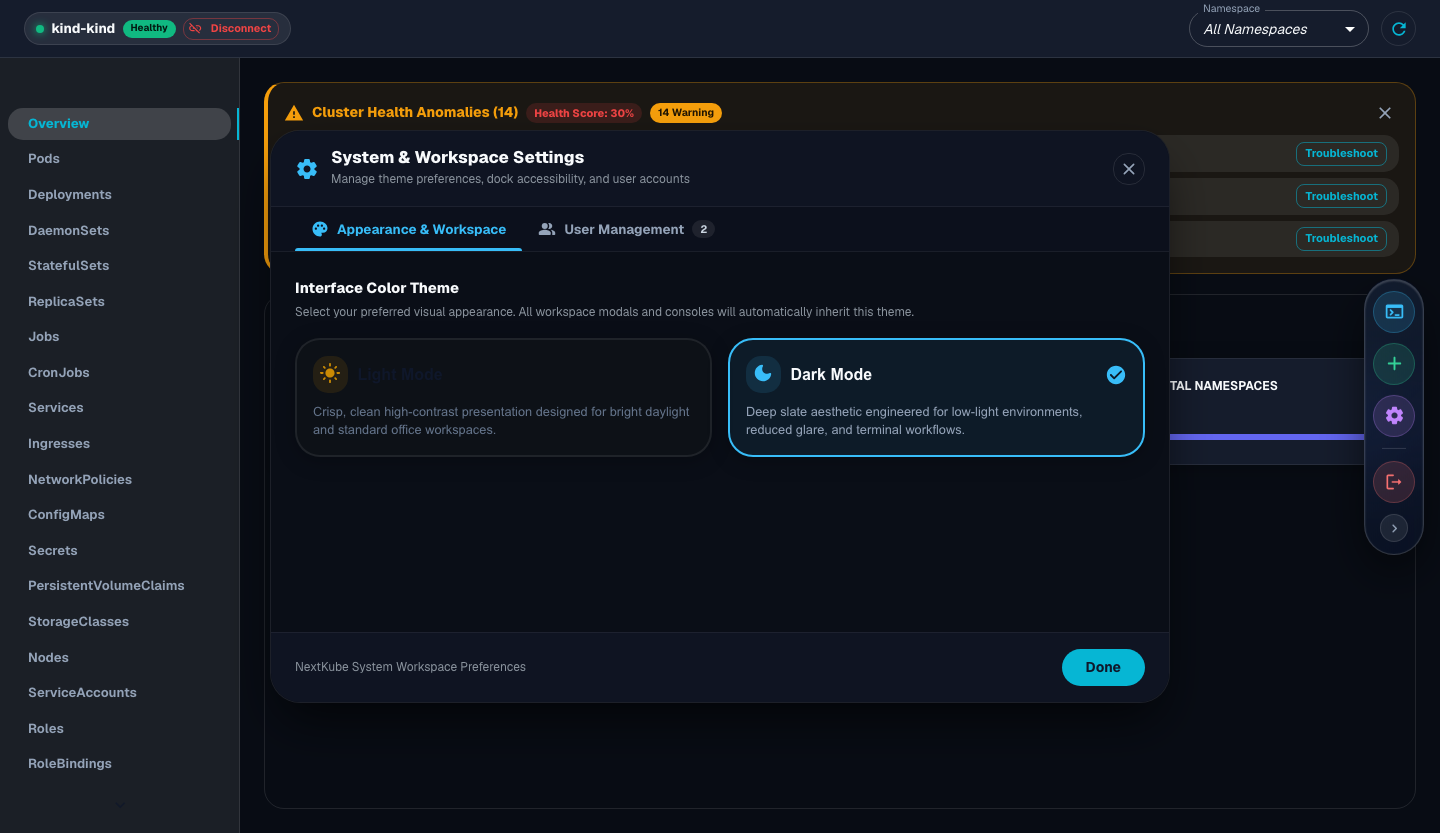 kind-kind
Healthy
Disconnect
Namespace
All Namespaces
Overview
Pods
Deployments
DaemonSets
StatefulSets
ReplicaSets
Jobs
CronJobs
Services
Ingresses
NetworkPolicies
ConfigMaps
Secrets
PersistentVolumeClaims
StorageClasses
Nodes
ServiceAccounts
Roles
RoleBindings
Cluster Health Anomalies (14)
Health Score: 30%
14 Warning
Troubleshoot
Troubleshoot
Troubleshoot
TAL NAMESPACES
System & Workspace Settings
Manage theme preferences, dock accessibility, and user accounts
Appearance & Workspace
User Management 2
Interface Color Theme
Select your preferred visual appearance. All workspace modals and consoles will automatically inherit this theme.
Light Mode
Crisp, clean high-contrast presentation designed for bright daylight
and standard office workspaces.
Dark Mode
Deep slate aesthetic engineered for low-light environments,
reduced glare, and terminal workflows.
NextKube System Workspace Preferences
Done